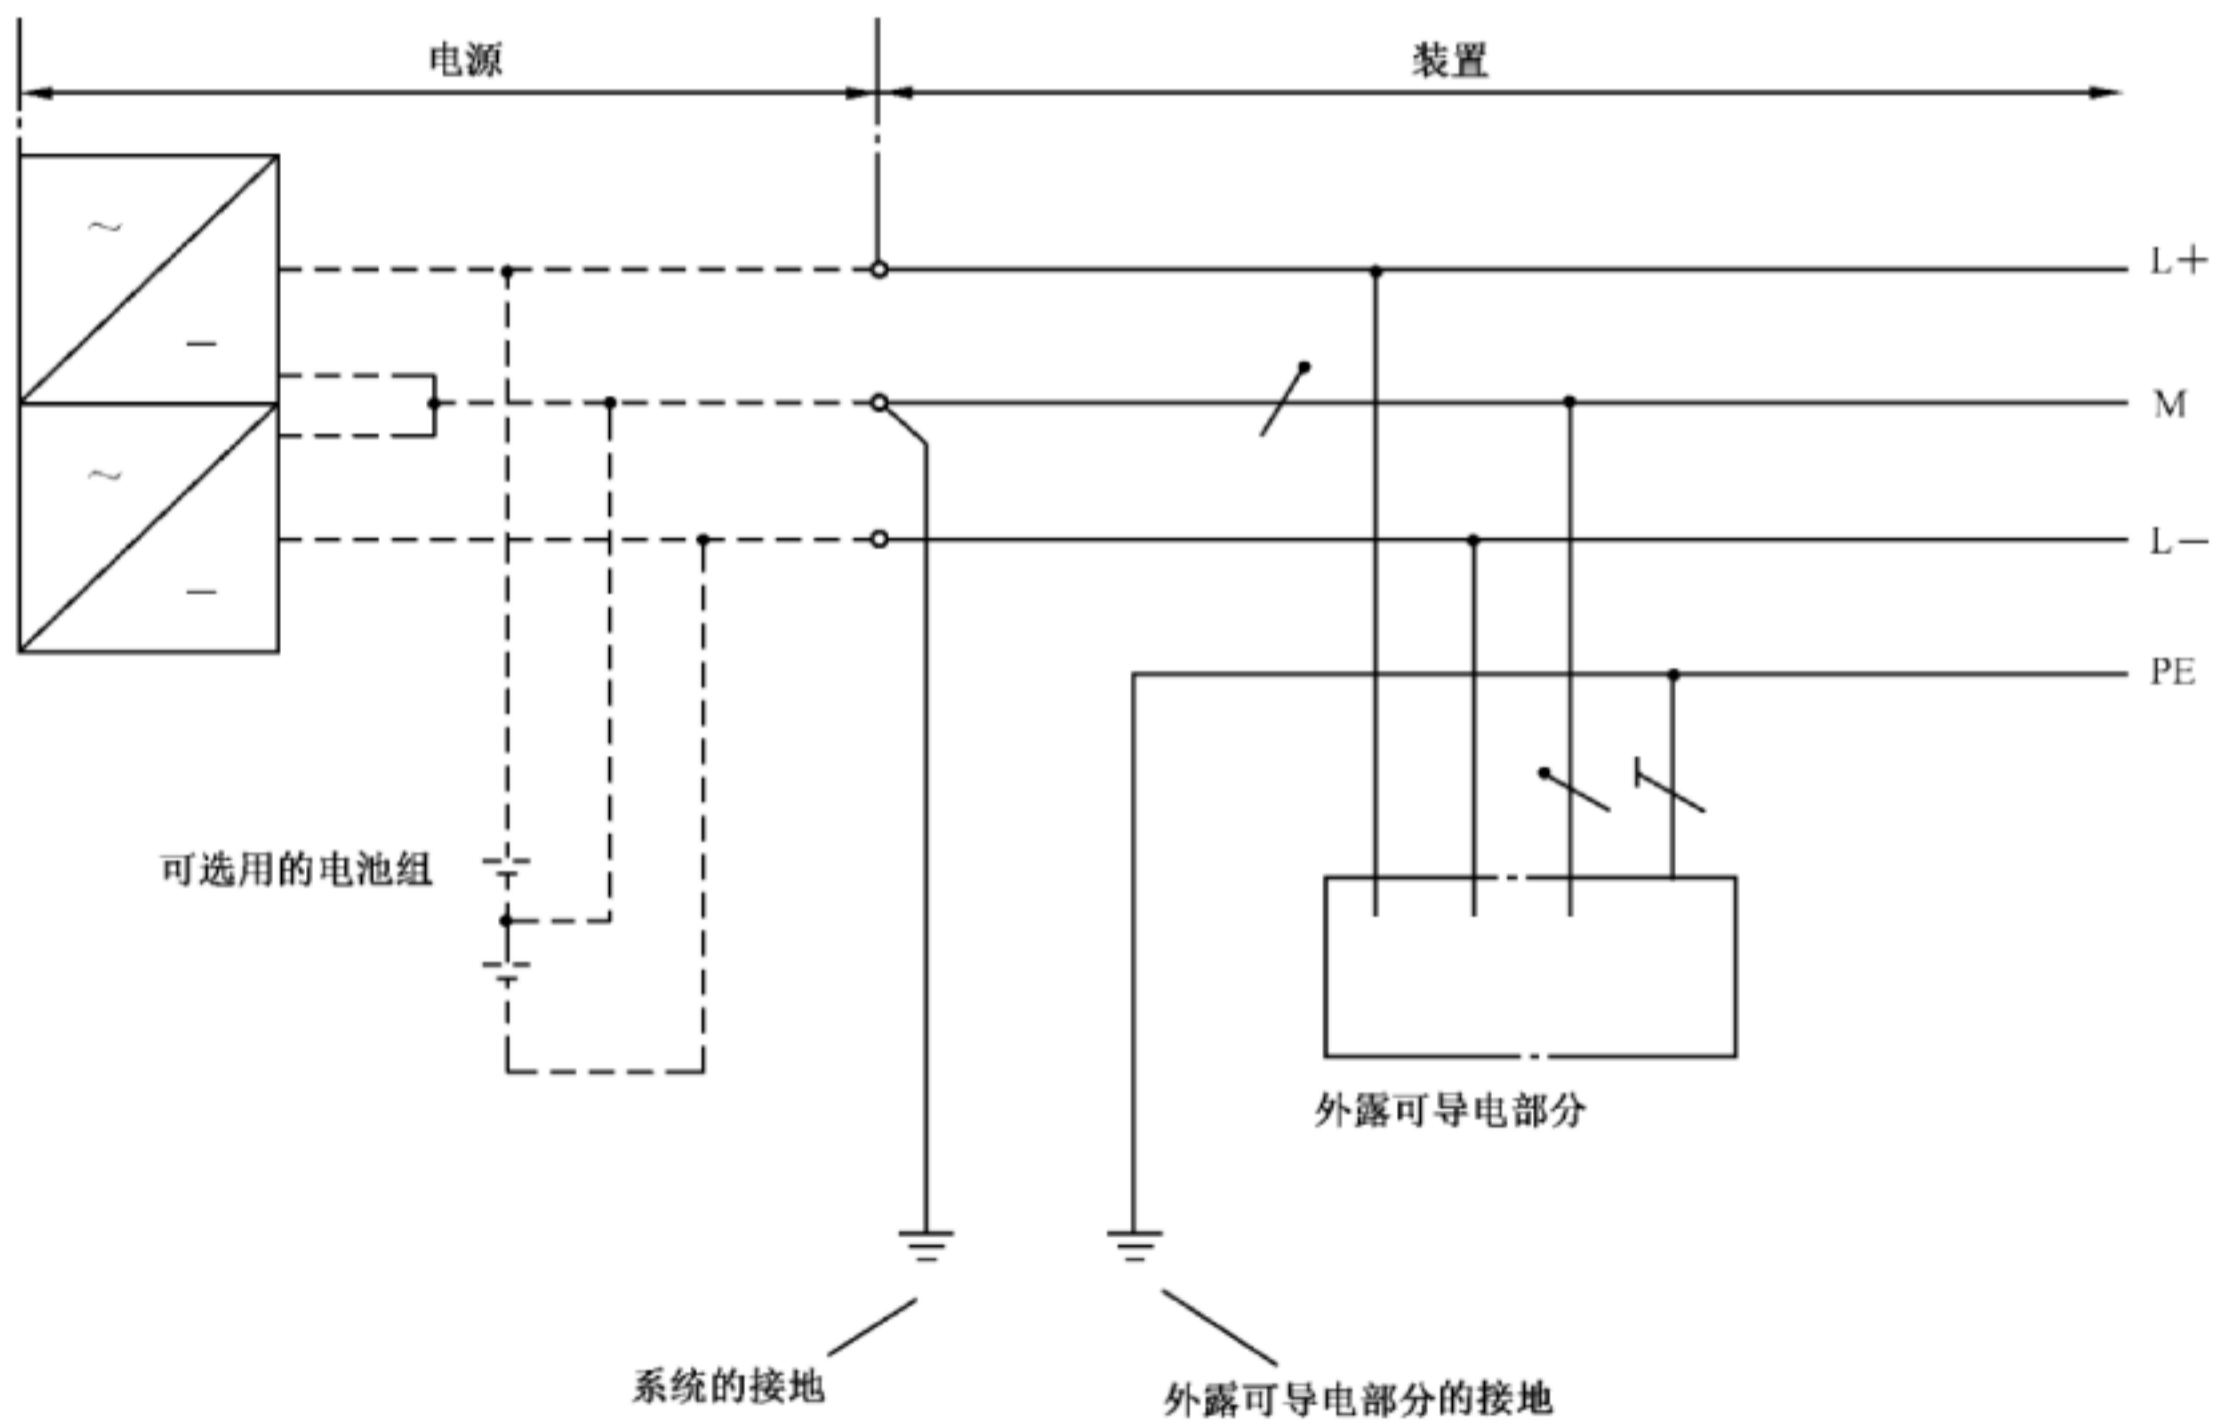 电源
装置
~
L+
—
M
~
L—
—
PE
可选用的电池组
外露可导电部分
系统的接地
外露可导电部分的接地